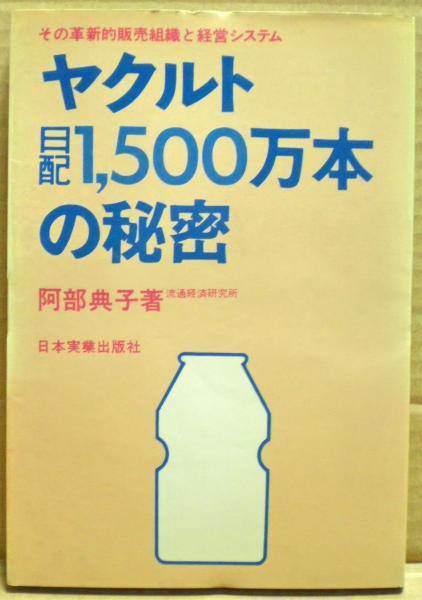 その革新的販売組織と経営システム
ヤクルト
日配1,500万本
の秘密
阿部典子著 流通経済研究所
日本実業出版社